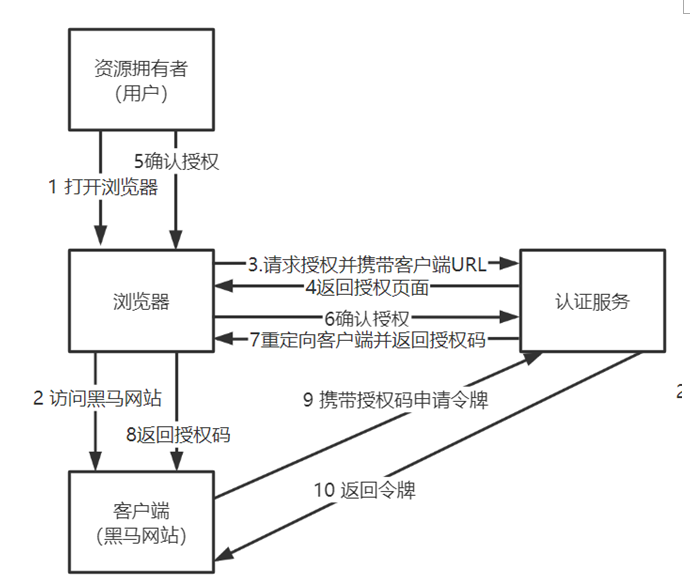 资源拥有者
（用户）
5确认授权
1 打开浏览器
3.请求授权并携带客户端URL
4返回授权页面
浏览器
认证服务
6确认授权
7重定向客户端并返回授权码
2 访问黑马网站
9 携带授权码申请令牌
8返回授权码
10 返回令牌
客户端
（黑马网站）